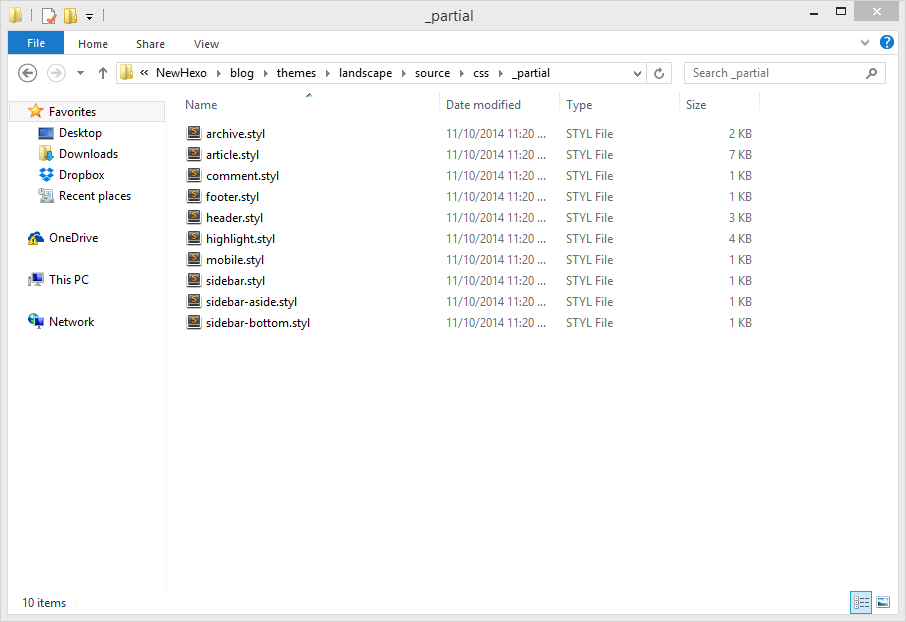 _partial
File Home Share View
« NewHexo blog themes landscape source css _partial Search _partial
Name Date modified Type Size
Favorites
Desktop
Downloads
Dropbox
Recent places
OneDrive
This PC
Network
archive.styl 11/10/2014 11:20 ... STYL File 2 KB
article.styl 11/10/2014 11:20 ... STYL File 7 KB
comment.styl 11/10/2014 11:20 ... STYL File 1 KB
footer.styl 11/10/2014 11:20 ... STYL File 1 KB
header.styl 11/10/2014 11:20 ... STYL File 3 KB
highlight.styl 11/10/2014 11:20 ... STYL File 4 KB
mobile.styl 11/10/2014 11:20 ... STYL File 1 KB
sidebar.styl 11/10/2014 11:20 ... STYL File 1 KB
sidebar-aside.styl 11/10/2014 11:20 ... STYL File 1 KB
sidebar-bottom.styl 11/10/2014 11:20 ... STYL File 1 KB
10 items